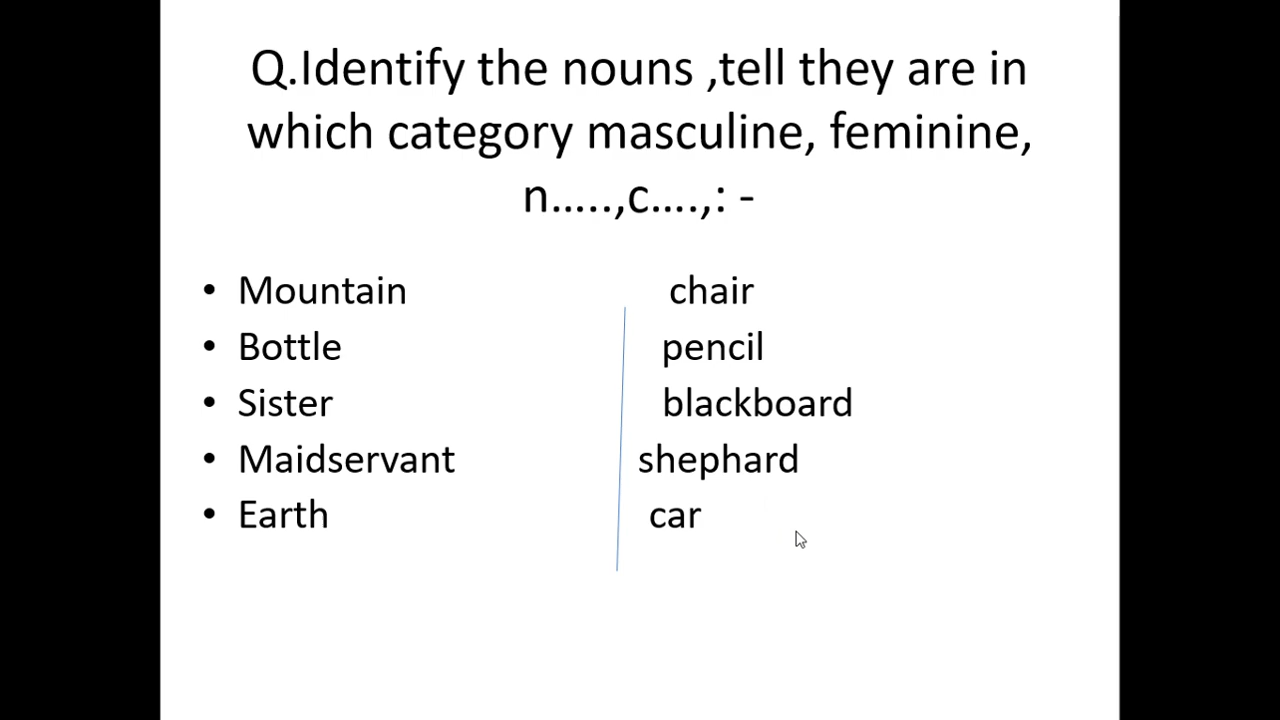 Q.Identify the nouns ,tell they are in
which category masculine, feminine,
n…..,c….,: -
• Mountain chair
• Bottle pencil
• Sister blackboard
• Maidservant shephard
• Earth car